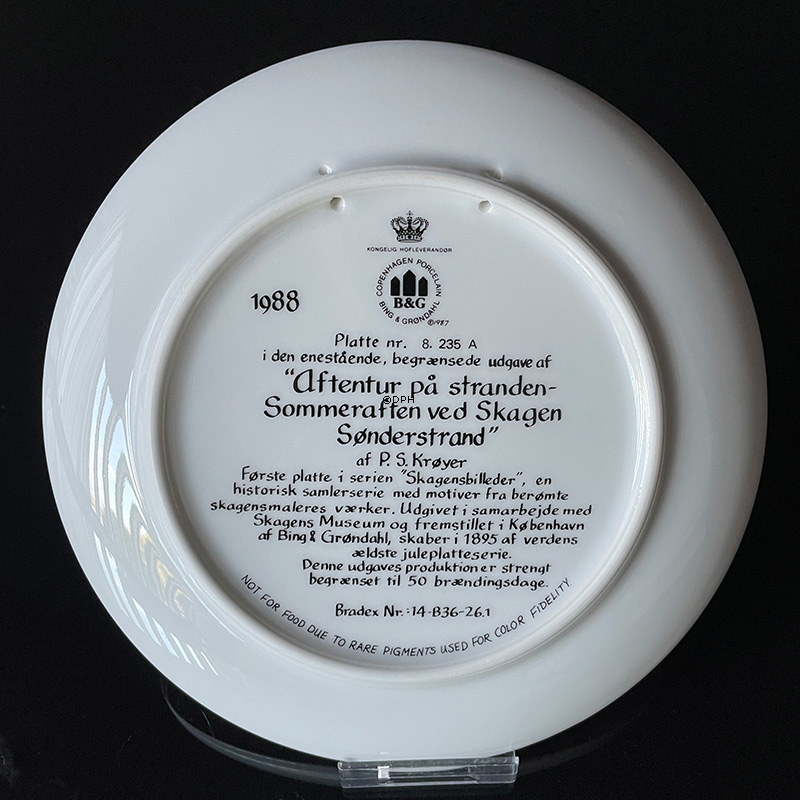 KONGELIG HOFLEVERANDØR
COPENHAGEN PORCELAIN
B&G
BING & GRØNDAHL
©1987
1988
Platte nr. 8. 235 A
i den enestående, begrænsede udgave af
"Aftentur på stranden-
©DPH
Sommeraften ved Skagen
Sønderstrand"
af P. S. Krøyer
Første platte i serien "Skagensbilleder", en
historisk samlerserie med motiver fra berømte
skagensmaleres værker. Udgivet i samarbejde med
Skagens Museum og fremstillet i København
af Bing & Grøndahl, skaber i 1895 af verdens
ældste juleplatteserie.
Denne udgaves produktion er strengt
begrænset til 50 brændingsdage.
Bradex Nr.: 14-B36-26.1
NOT FOR FOOD DUE TO RARE PIGMENTS USED FOR COLOR FIDELITY.